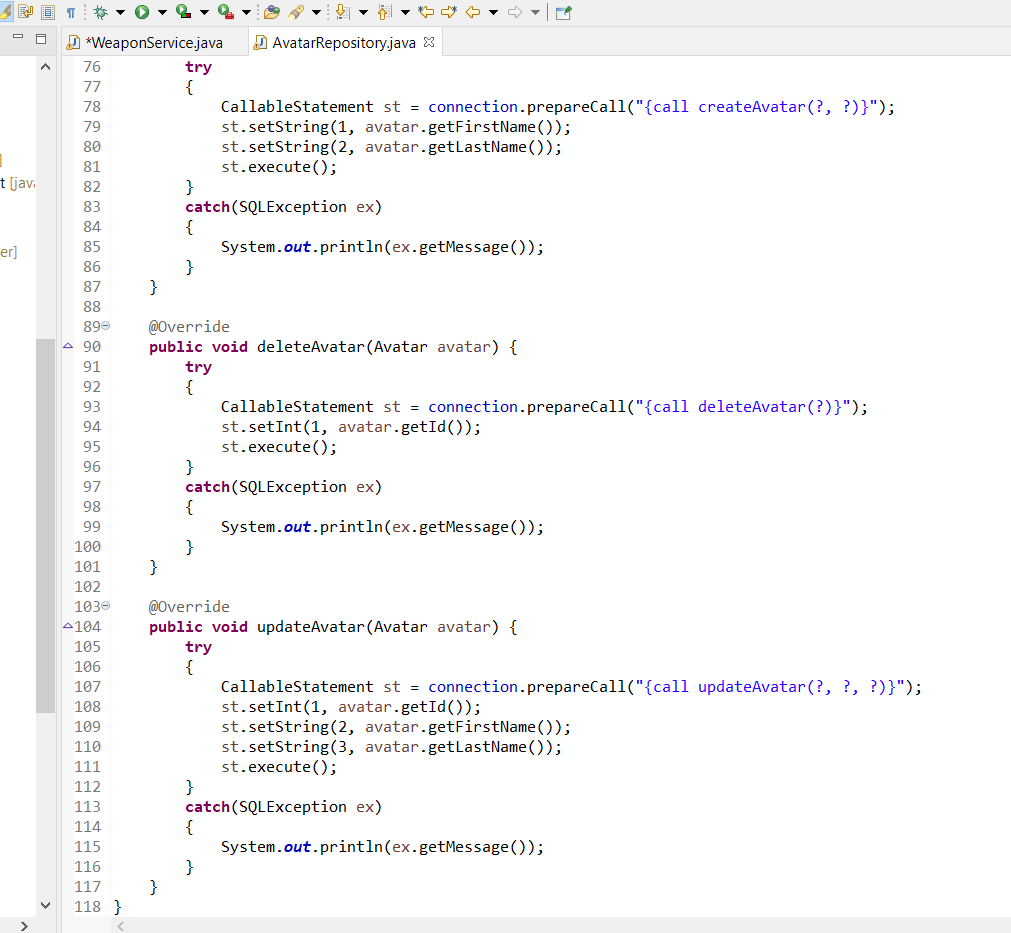 *WeaponService.java AvatarRepository.java
t [java
er]
76 try
77 {
78 CallableStatement st = connection.prepareCall("{call createAvatar(?, ?)}");
79 st.setString(1, avatar.getFirstName());
80 st.setString(2, avatar.getLastName());
81 st.execute();
82 }
83 catch(SQLException ex)
84 {
85 System.out.println(ex.getMessage());
86 }
87 }
88
89 @Override
90 public void deleteAvatar(Avatar avatar) {
91 try
92 {
93 CallableStatement st = connection.prepareCall("{call deleteAvatar(?)}");
94 st.setInt(1, avatar.getId());
95 st.execute();
96 }
97 catch(SQLException ex)
98 {
99 System.out.println(ex.getMessage());
100 }
101 }
102
103 @Override
104 public void updateAvatar(Avatar avatar) {
105 try
106 {
107 CallableStatement st = connection.prepareCall("{call updateAvatar(?, ?, ?)}");
108 st.setInt(1, avatar.getId());
109 st.setString(2, avatar.getFirstName());
110 st.setString(3, avatar.getLastName());
111 st.execute();
112 }
113 catch(SQLException ex)
114 {
115 System.out.println(ex.getMessage());
116 }
117 }
118 }